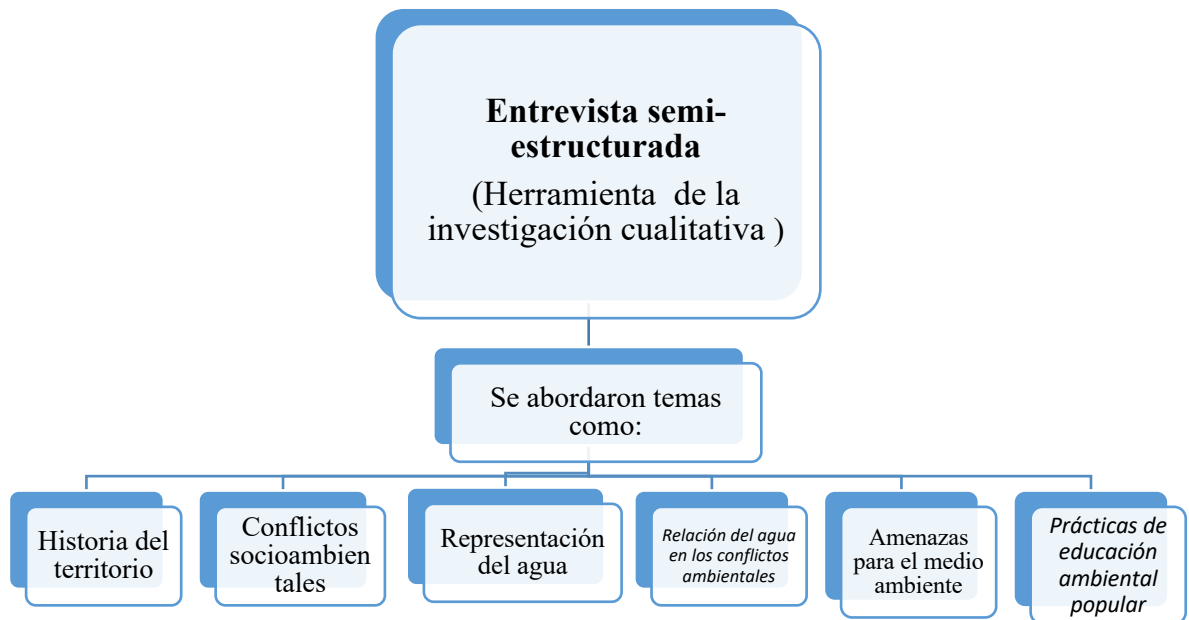 Entrevista semi-
estructurada
(Herramienta  de la
investigación cualitativa )
Se abordaron temas
como:
Historia del
territorio
Conflictos
socioambien
tales
Representación
del agua
Relación del agua
en los conflictos
ambientales
Amenazas
para el medio
ambiente
Prácticas de
educación
ambiental
popular